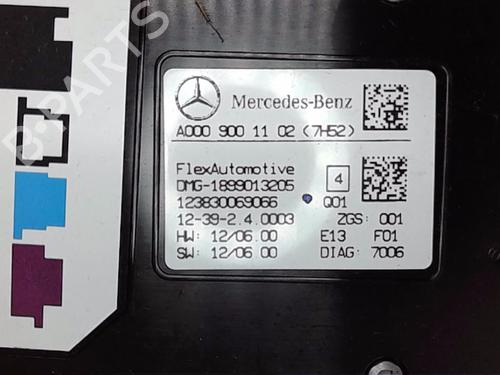 B-PARTS
Mercedes-Benz
A000 900 11 02 (7H52)
FlexAutomotive
DMG-1899013205 4
123830069066 Q01
12-39-2.4.0003 ZGS: 001
HW: 12/06.00 E13 F01
SW: 12/06.00 DIAG: 7006